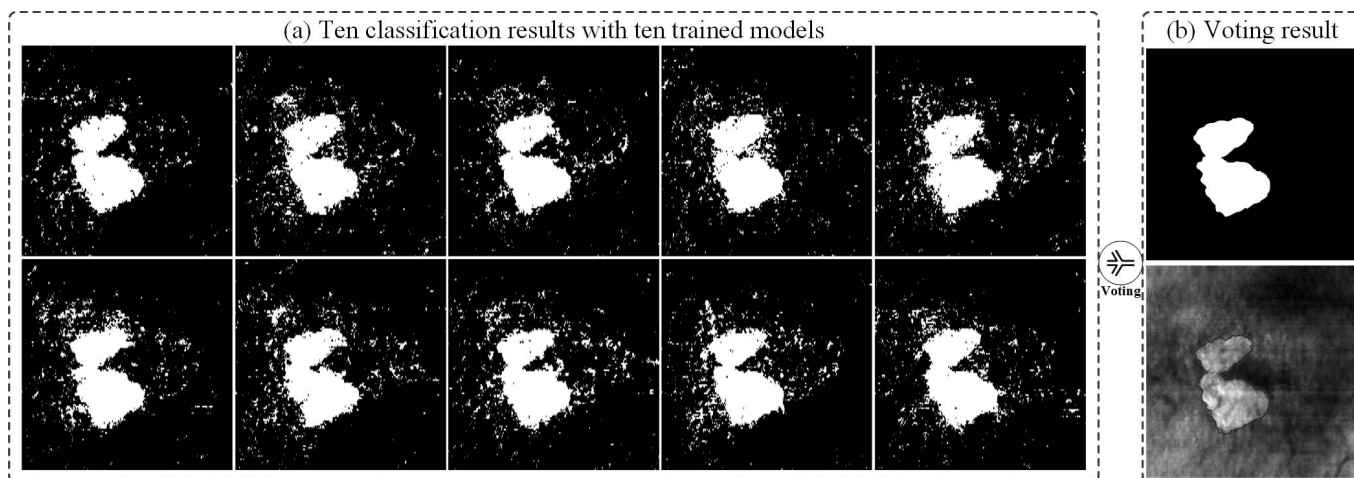 (a) Ten classification results with ten trained models
(b) Voting result
Voting